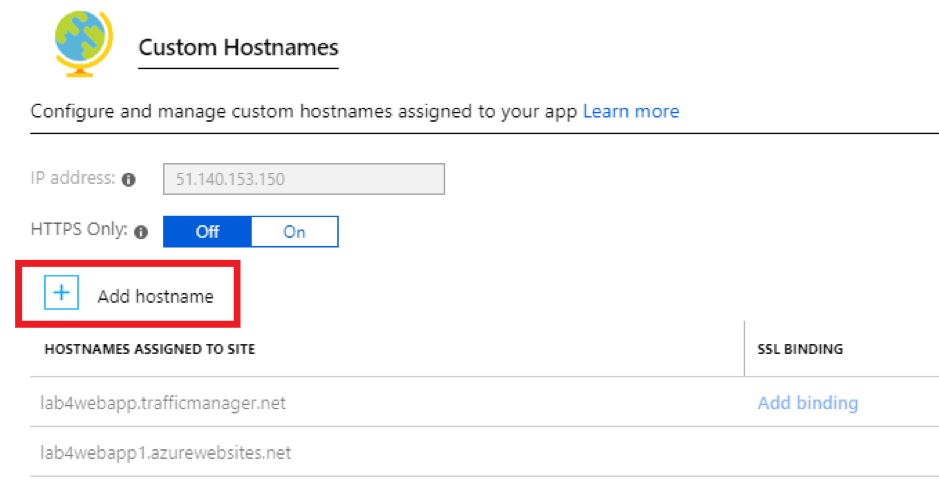 Custom Hostnames
Configure and manage custom hostnames assigned to your app Learn more
IP address: 51.140.153.150
HTTPS Only: Off On
+ Add hostname
HOSTNAMES ASSIGNED TO SITE SSL BINDING
lab4webapp.trafficmanager.net Add binding
lab4webapp1.azurewebsites.net